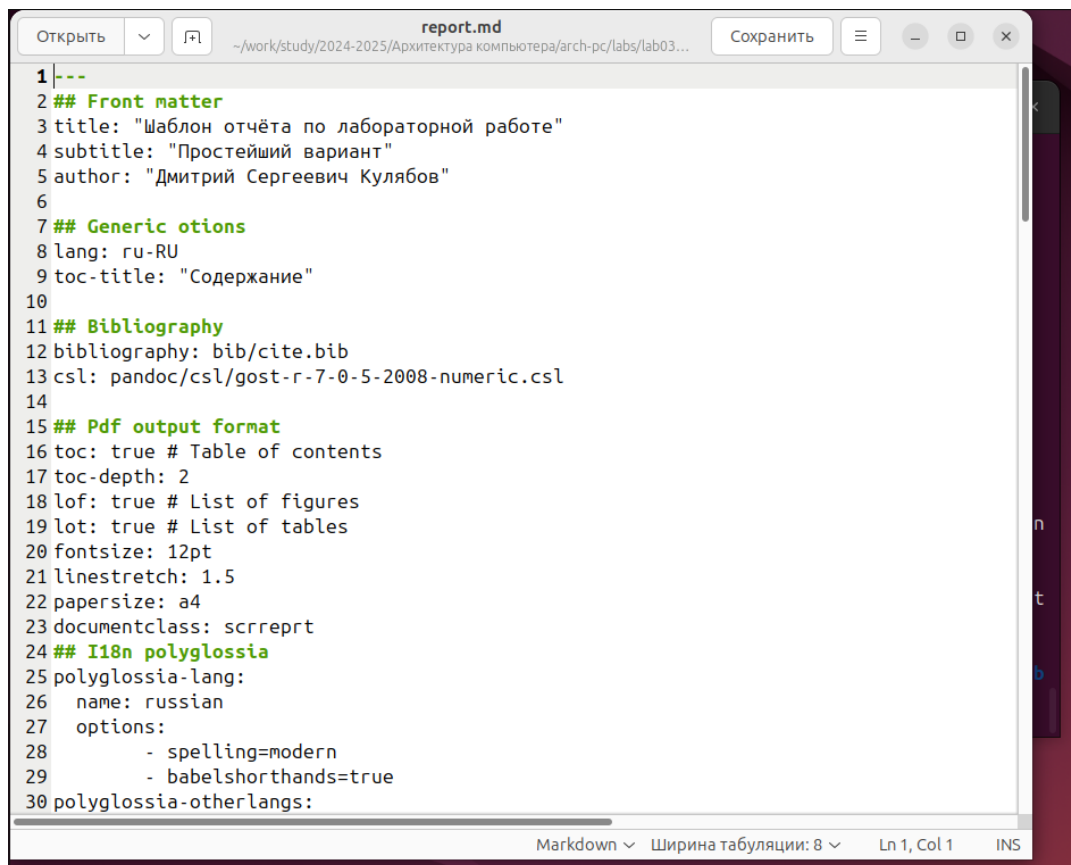 Открыть
report.md
~/work/study/2024-2025/Архитектура компьютера/arch-pc/labs/lab03...
Сохранить
1 ---
2 ## Front matter
3 title: "Шаблон отчёта по лабораторной работе"
4 subtitle: "Простейший вариант"
5 author: "Дмитрий Сергеевич Кулябов"
6
7 ## Generic otions
8 lang: ru-RU
9 toc-title: "Содержание"
10
11 ## Bibliography
12 bibliography: bib/cite.bib
13 csl: pandoc/csl/gost-r-7-0-5-2008-numeric.csl
14
15 ## Pdf output format
16 toc: true # Table of contents
17 toc-depth: 2
18 lof: true # List of figures
19 lot: true # List of tables
20 fontsize: 12pt
21 linestretch: 1.5
22 papersize: a4
23 documentclass: scrreprt
24 ## I18n polyglossia
25 polyglossia-lang:
26   name: russian
27   options:
28         - spelling=modern
29         - babelshorthands=true
30 polyglossia-otherlangs:
n
t
b
Markdown Ширина табуляции: 8 Ln 1, Col 1 INS